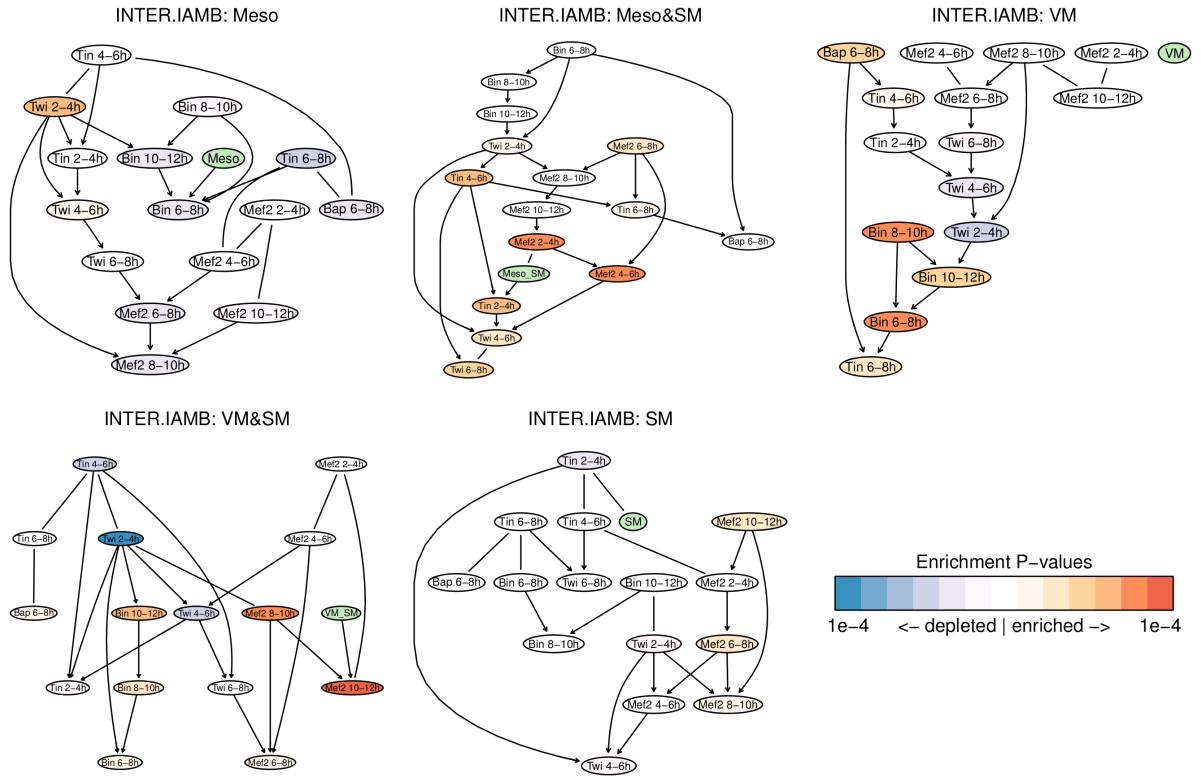 INTER.IAMB: Meso
Tin 4−6h
Twi 2−4h
Bin 8−10h
Tin 2−4h
Bin 10−12h
Meso
Tin 6−8h
Twi 4−6h
Bin 6−8h
Mef2 2−4h
Bap 6−8h
Twi 6−8h
Mef2 4−6h
Mef2 6−8h
Mef2 10−12h
Mef2 8−10h
INTER.IAMB: Meso&SM
Bin 6−8h
Bin 8−10h
Bin 10−12h
Twi 2−4h
Mef2 6−8h
Tin 4−6h
Mef2 8−10h
Mef2 10−12h
Tin 6−8h
Mef2 2−4h
Bap 6−8h
Meso_SM
Mef2 4−6h
Tin 2−4h
Twi 4−6h
Twi 6−8h
INTER.IAMB: VM
Bap 6−8h
Mef2 4−6h
Mef2 8−10h
Mef2 2−4h
VM
Tin 4−6h
Mef2 6−8h
Mef2 10−12h
Tin 2−4h
Twi 6−8h
Twi 4−6h
Bin 8−10h
Twi 2−4h
Bin 10−12h
Bin 6−8h
Tin 6−8h
INTER.IAMB: VM&SM
Tin 4−6h
Mef2 2−4h
Tin 6−8h
Twi 2−4h
Mef2 4−6h
Bap 6−8h
Bin 10−12h
Twi 4−6h
Mef2 8−10h
VM_SM
Tin 2−4h
Bin 8−10h
Twi 6−8h
Mef2 10−12h
Bin 6−8h
Mef2 6−8h
INTER.IAMB: SM
Tin 2−4h
Tin 6−8h
Tin 4−6h
SM
Mef2 10−12h
Bap 6−8h
Bin 6−8h
Twi 6−8h
Bin 10−12h
Mef2 2−4h
Bin 8−10h
Twi 2−4h
Mef2 6−8h
Mef2 4−6h
Mef2 8−10h
Twi 4−6h
Enrichment P−values
1e−4 <− depleted | enriched −> 1e−4